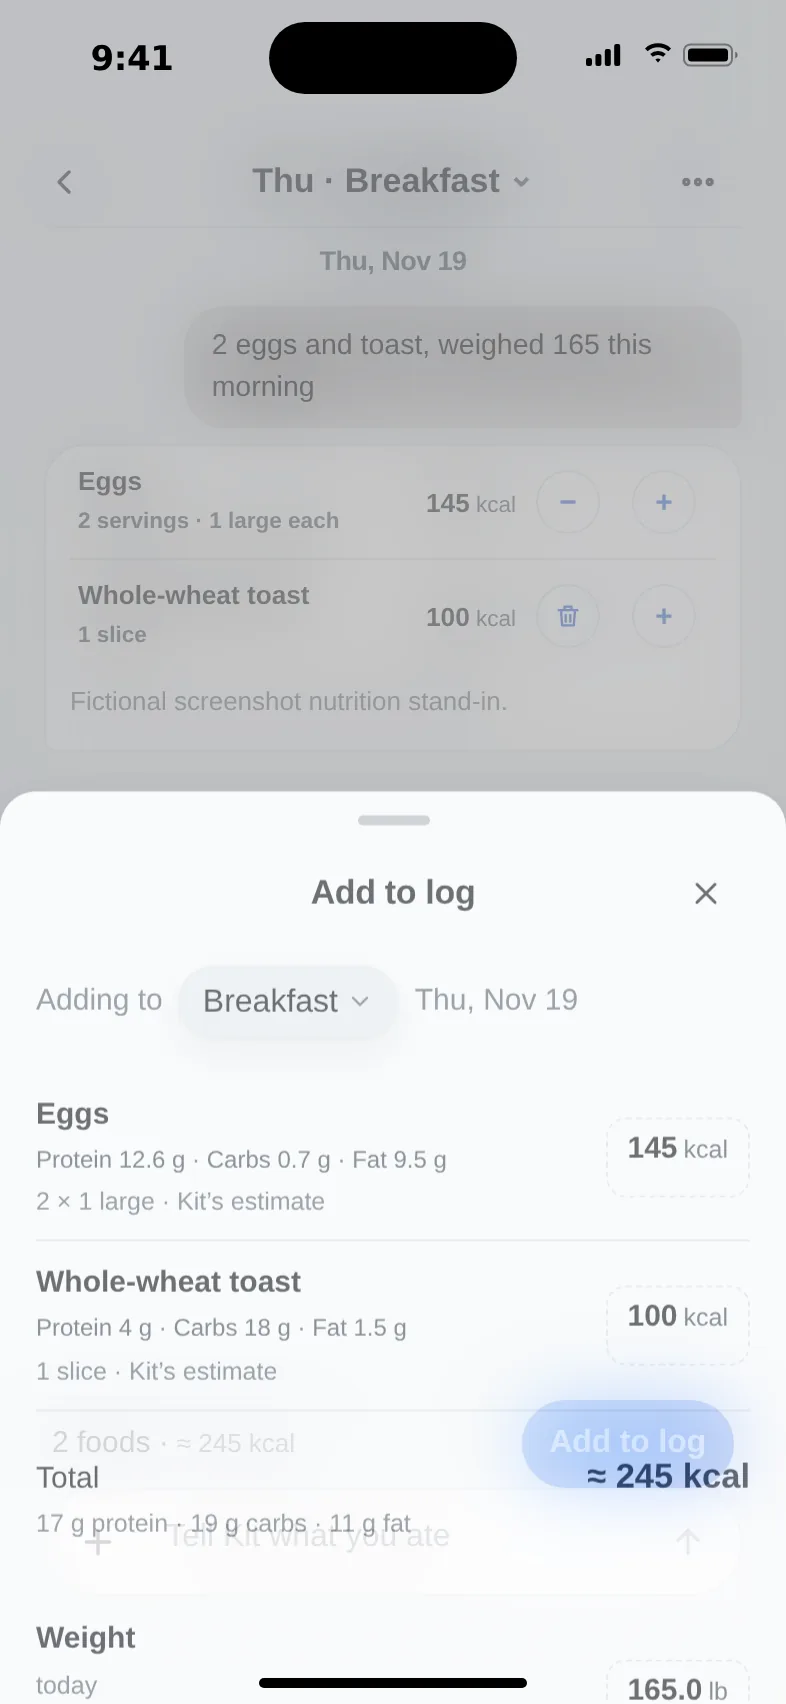 9:41
Thu · Breakfast
Thu, Nov 19
2 eggs and toast, weighed 165 this
morning
Eggs
2 servings · 1 large each
145 kcal
Whole-wheat toast
1 slice
100 kcal
Fictional screenshot nutrition stand-in.
Add to log
Adding to Breakfast Thu, Nov 19
Eggs
Protein 12.6 g · Carbs 0.7 g · Fat 9.5 g
2 × 1 large · Kit’s estimate
145 kcal
Whole-wheat toast
Protein 4 g · Carbs 18 g · Fat 1.5 g
1 slice · Kit’s estimate
100 kcal
2 foods · ≈ 245 kcal
Add to log
Total
≈ 245 kcal
17 g protein · 19 g carbs · 11 g fat
Tell Kit what you ate
Weight
today
165.0 lb